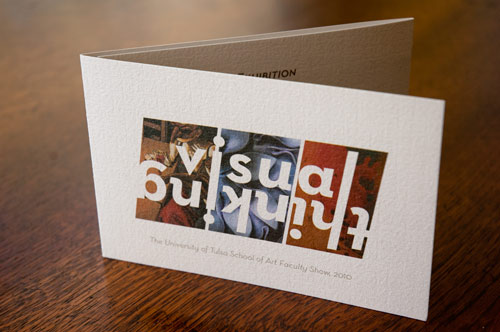 Exhibition
visual
thinking
The University of Tulsa School of Art Faculty Show, 2010